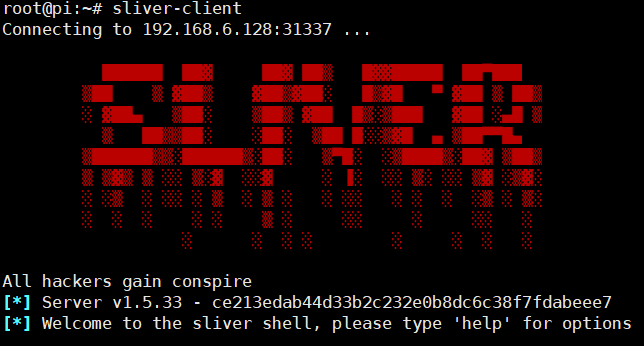 root@pi:~# sliver-client
Connecting to 192.168.6.128:31337 ...
SLIVER
All hackers gain conspire
[*] Server v1.5.33 - ce213edab44d33b2c232e0b8dc6c38f7fdabeee7
[*] Welcome to the sliver shell, please type 'help' for options